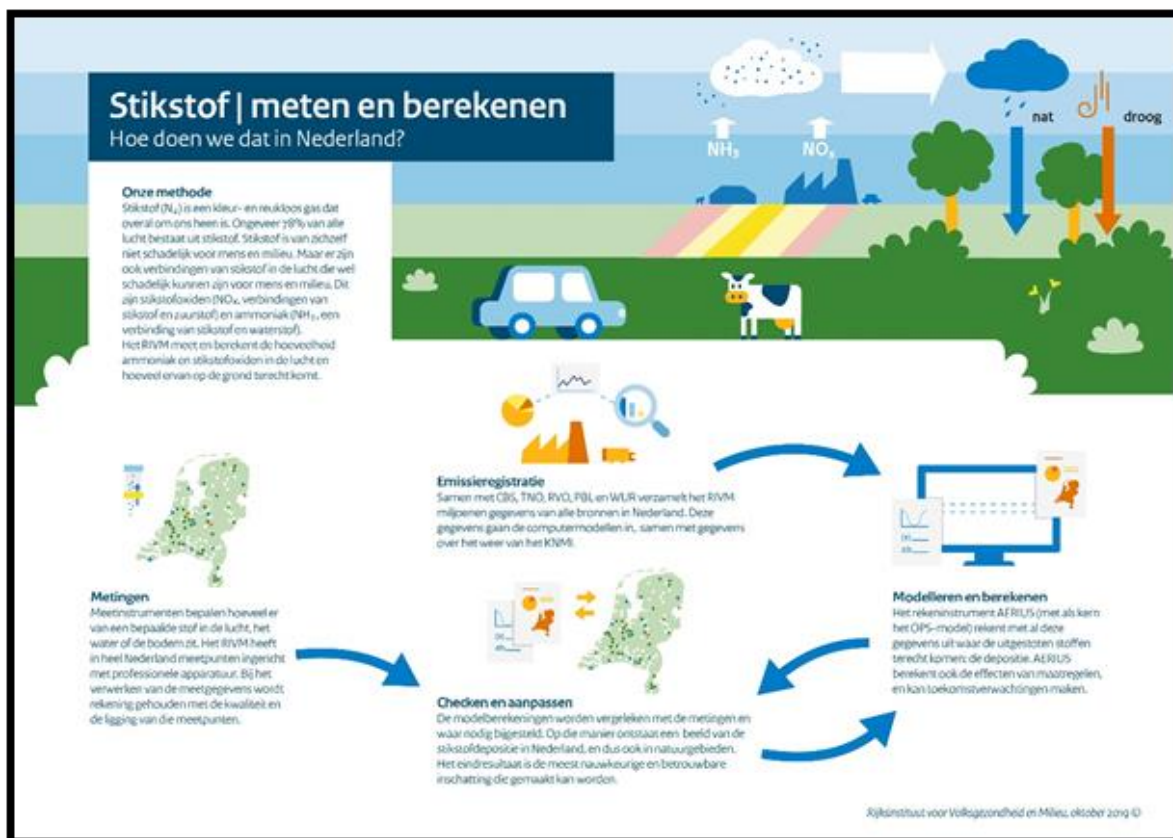 Stikstof | meten en berekenen
Hoe doen we dat in Nederland?
NH₃
NOₓ
nat
droog
Onze methode
Stikstof (N₂) is een kleur- en reukloos gas dat
overal om ons heen is. Ongeveer 78% van alle
lucht bestaat uit stikstof. Stikstof is van zichzelf
niet schadelijk voor mens en milieu. Maar er zijn
ook verbindingen van stikstof in de lucht die wel
schadelijk kunnen zijn voor mens en milieu. Dit
zijn stikstofoxiden (NOₓ, verbindingen van
stikstof en zuurstof) en ammoniak (NH₃, een
verbinding van stikstof en waterstof).
Het RIVM meet en berekent de hoeveelheid
ammoniak en stikstofoxiden in de lucht en
hoeveel ervan op de grond terecht komt.
Emissieregistratie
Samen met CBS, TNO, RVO, PBL en WUR verzamelt het RIVM
miljoenen gegevens van alle bronnen in Nederland. Deze
gegevens gaan de computermodellen in, samen met gegevens
over het weer van het KNMI.
Metingen
Meetinstrumenten bepalen hoeveel er
van een bepaalde stof in de lucht, het
water of de bodem zit. Het RIVM heeft
in heel Nederland meetpunten ingericht
met professionele apparatuur. Bij het
verwerken van de meetgegevens wordt
rekening gehouden met de kwaliteit en
de ligging van die meetpunten.
Modelleren en berekenen
Het rekeninstrument AERIUS (met als kern
het OPS-model) rekent met al deze
gegevens uit waar de uitgestoten stoffen
terecht komen: de depositie. AERIUS
berekent ook de effecten van maatregelen,
en kan toekomstverwachtingen maken.
Checken en aanpassen
De modelberekeningen worden vergeleken met de metingen en
waar nodig bijgesteld. Op die manier ontstaat een beeld van de
stikstofdepositie in Nederland, en dus ook in natuurgebieden.
Het eindresultaat is de meest nauwkeurige en betrouwbare
inschatting die gemaakt kan worden.
Rijksinstituut voor Volksgezondheid en Milieu, oktober 2019 ©